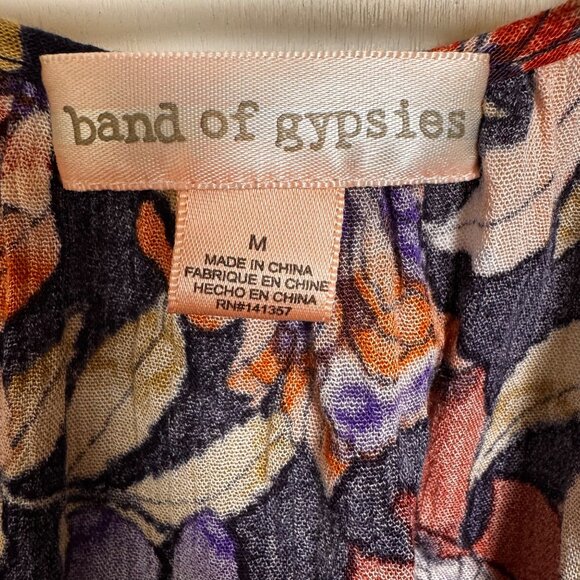 band of gypsies
M
MADE IN CHINA
FABRIQUE EN CHINE
HECHO EN CHINA
RN#141357